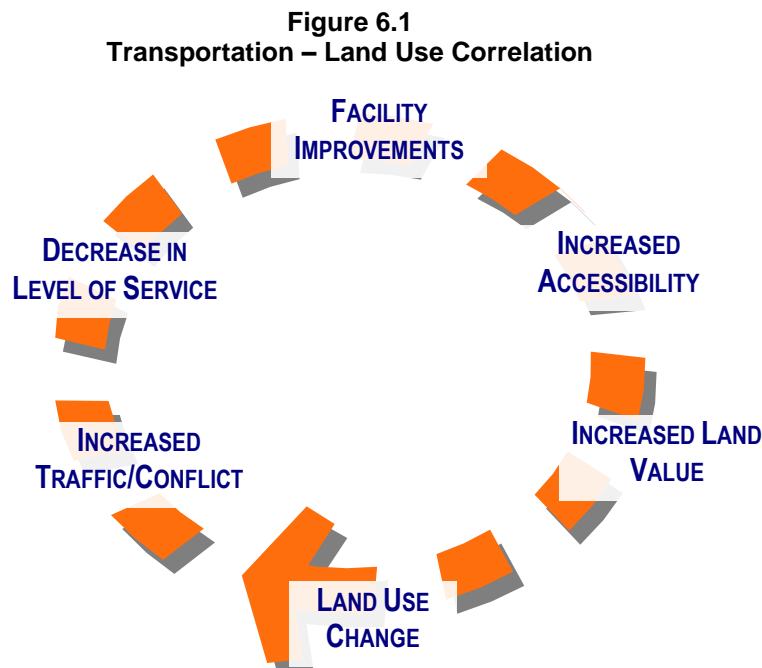 Figure 6.1
Transportation – Land Use Correlation
FACILITY
IMPROVEMENTS
INCREASED
ACCESSIBILITY
INCREASED LAND
VALUE
LAND USE
CHANGE
INCREASED
TRAFFIC/CONFLICT
DECREASE IN
LEVEL OF SERVICE